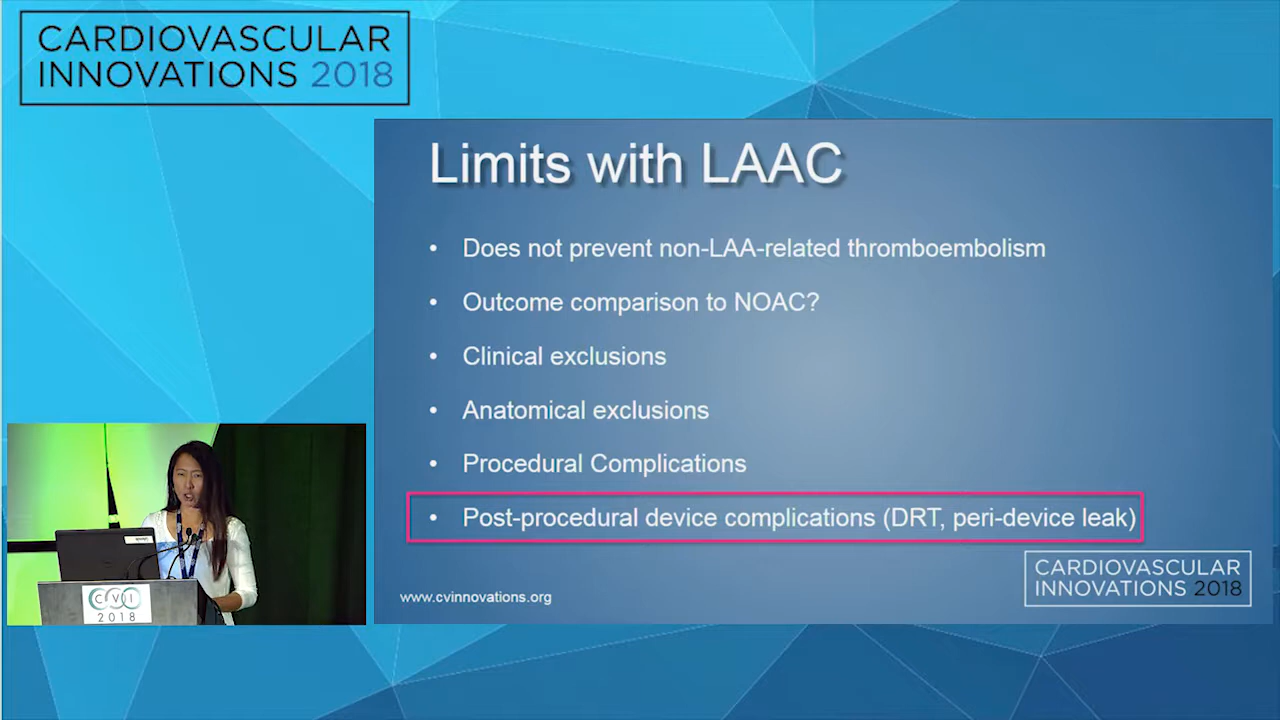 CARDIOVASCULAR
INNOVATIONS 2018
Limits with LAAC
• Does not prevent non-LAA-related thromboembolism
• Outcome comparison to NOAC?
• Clinical exclusions
• Anatomical exclusions
• Procedural Complications
• Post-procedural device complications (DRT, peri-device leak)
www.cvinnovations.org
CARDIOVASCULAR
INNOVATIONS 2018
CVI
2018